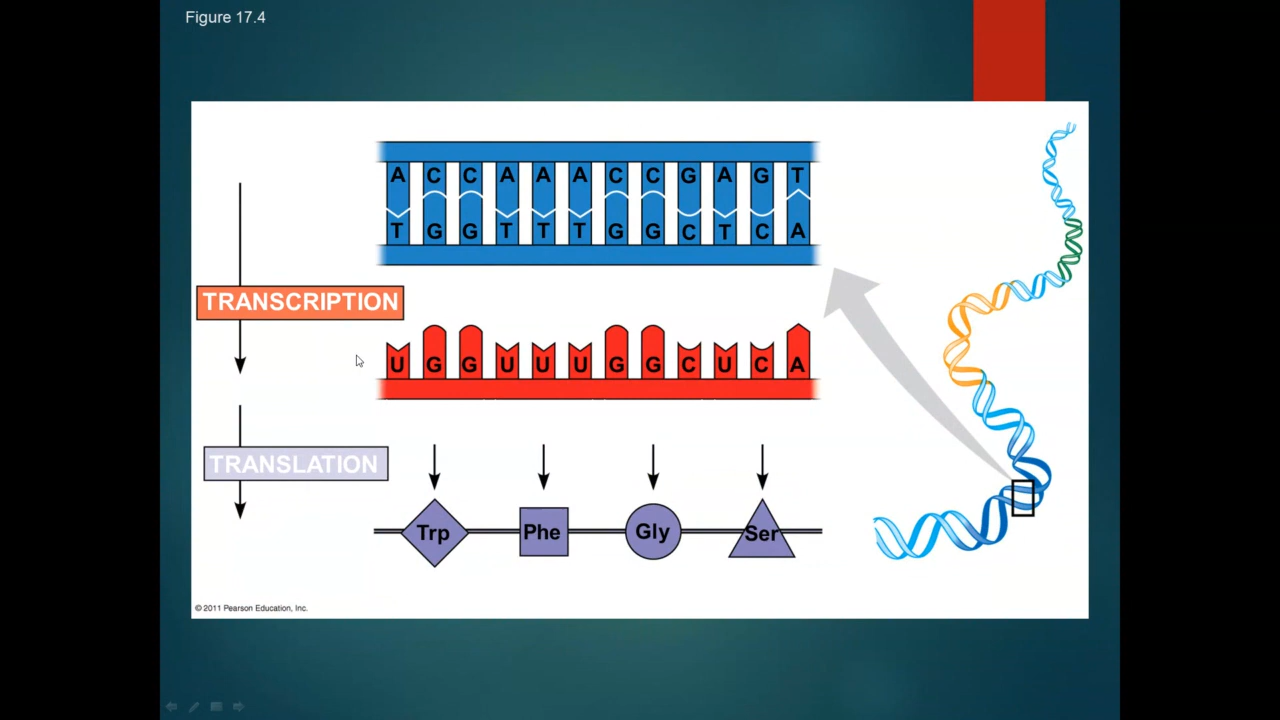 Figure 17.4
A C C A A A C C G A G T
T G G T T T G G C T C A
TRANSCRIPTION
U G G U U U G G C U C A
TRANSLATION
Trp Phe Gly Ser
© 2011 Pearson Education, Inc.